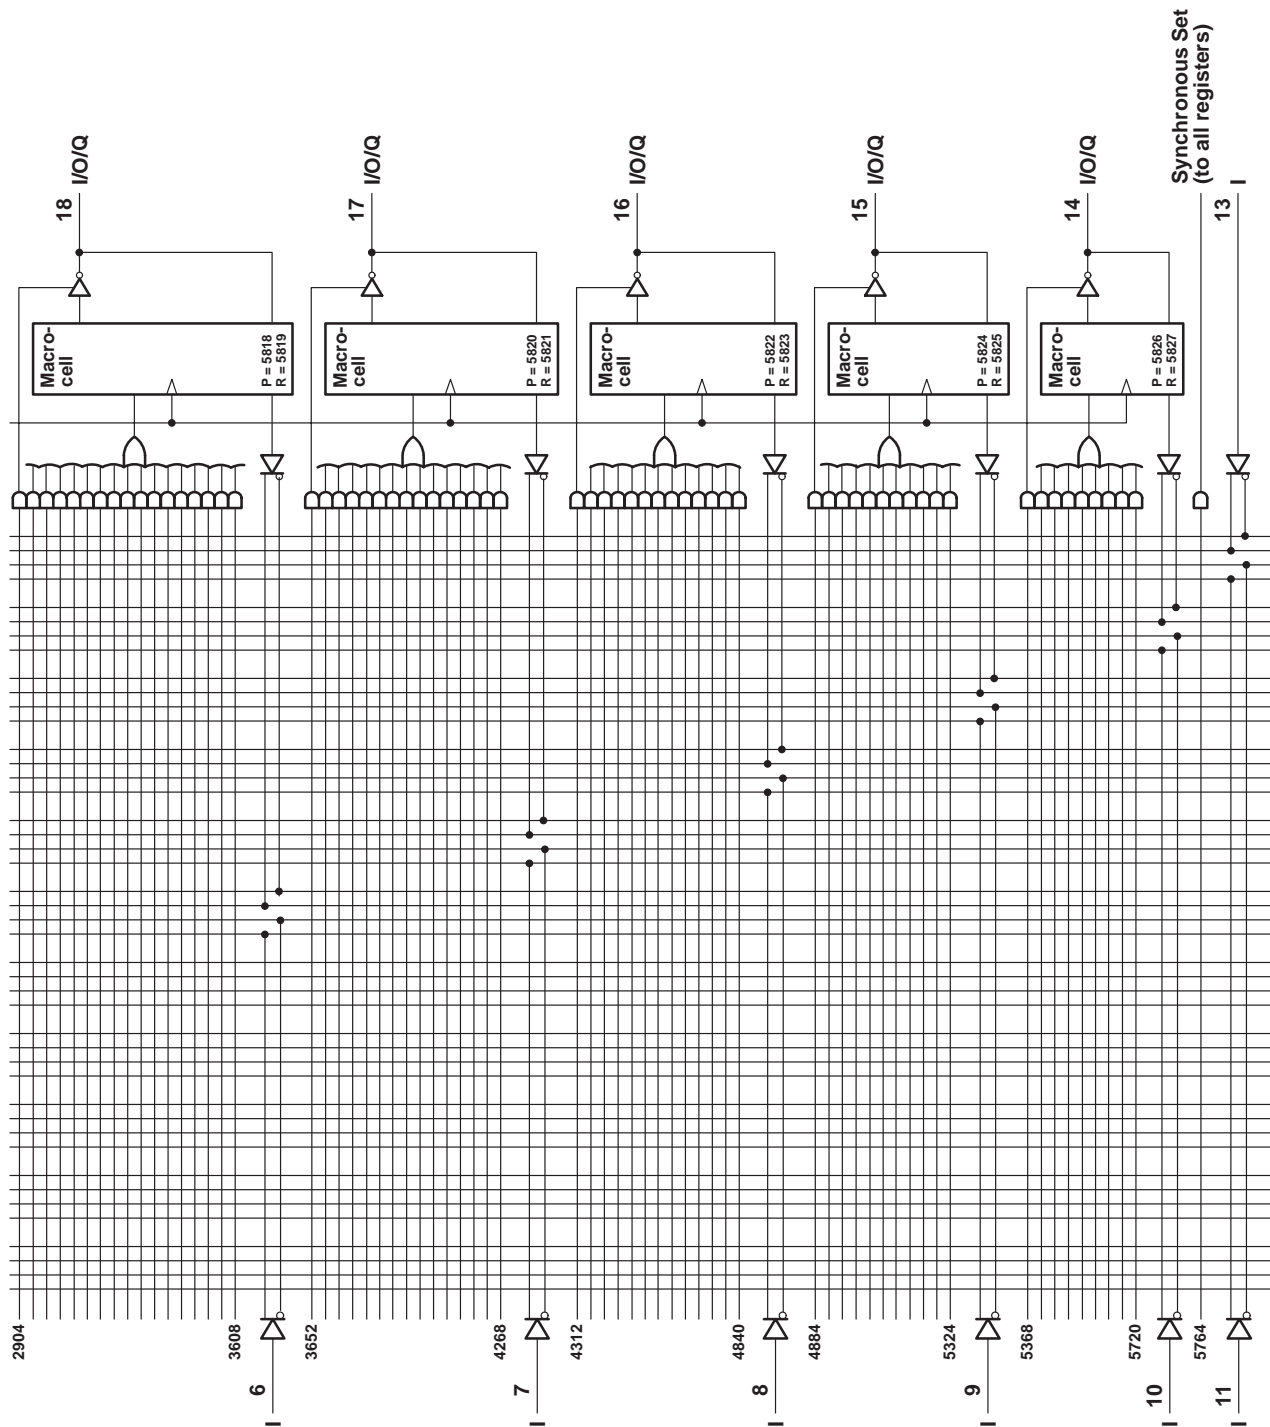 18 I/O/Q
Macro-
cell
P = 5818
R = 5819
2904
3608
6
I
17 I/O/Q
Macro-
cell
P = 5820
R = 5821
3652
4268
7
I
16 I/O/Q
Macro-
cell
P = 5822
R = 5823
4312
4840
8
I
15 I/O/Q
Macro-
cell
P = 5824
R = 5825
4884
5324
9
I
14 I/O/Q
Macro-
cell
P = 5826
R = 5827
5368
5720
10
I
Synchronous Set
(to all registers)
5764
13 I
11
I